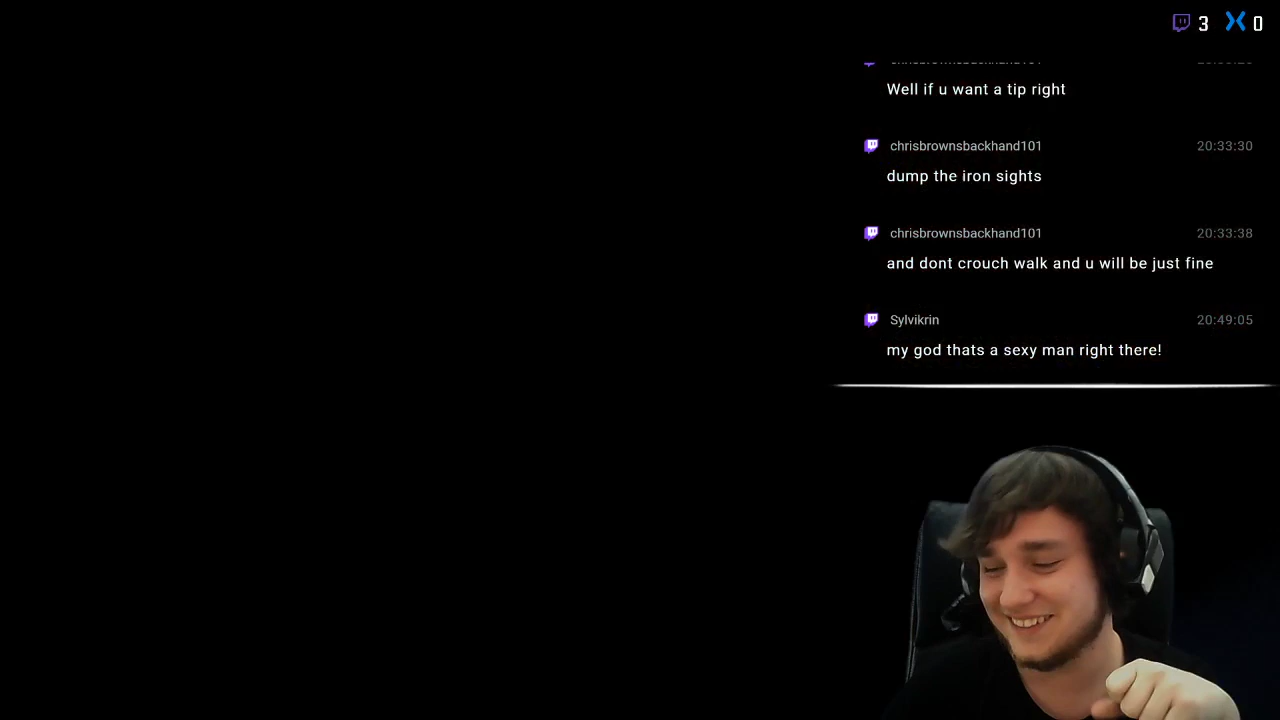 3 0
Well if u want a tip right
chrisbrownsbackhand101 20:33:30
dump the iron sights
chrisbrownsbackhand101 20:33:38
and dont crouch walk and u will be just fine
Sylvikrin 20:49:05
my god thats a sexy man right there!